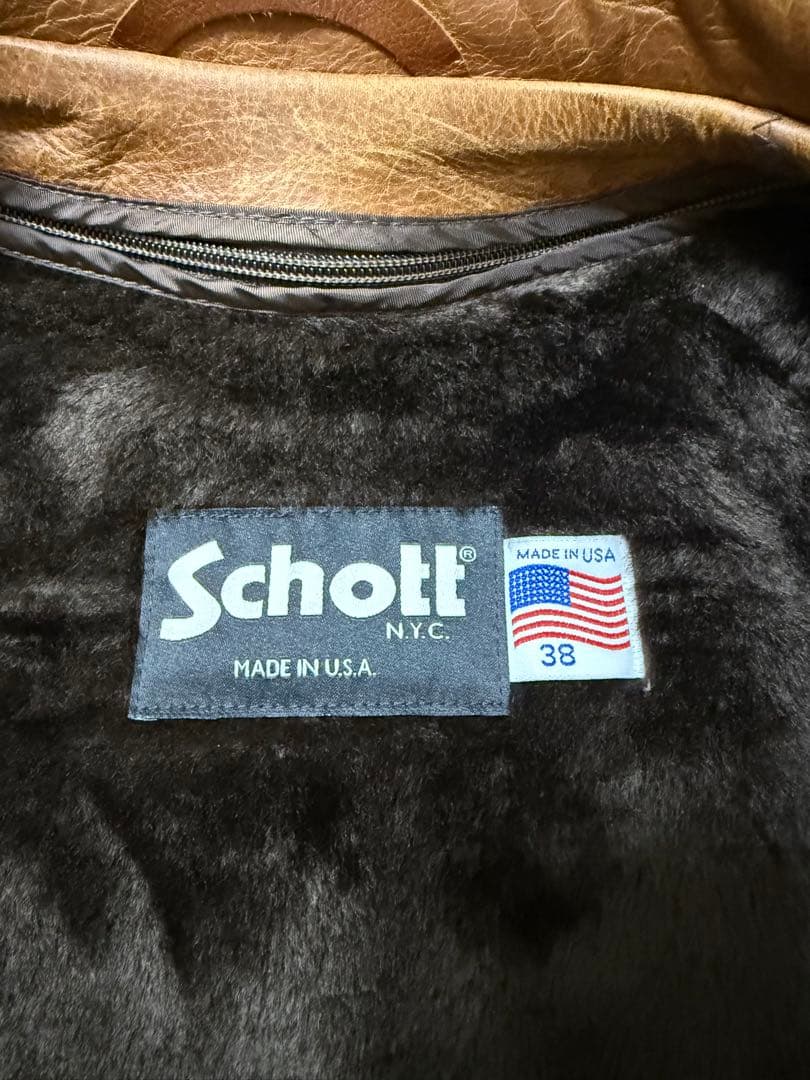 Schott®
N.Y.C.
MADE IN U.S.A.
MADE IN USA
38